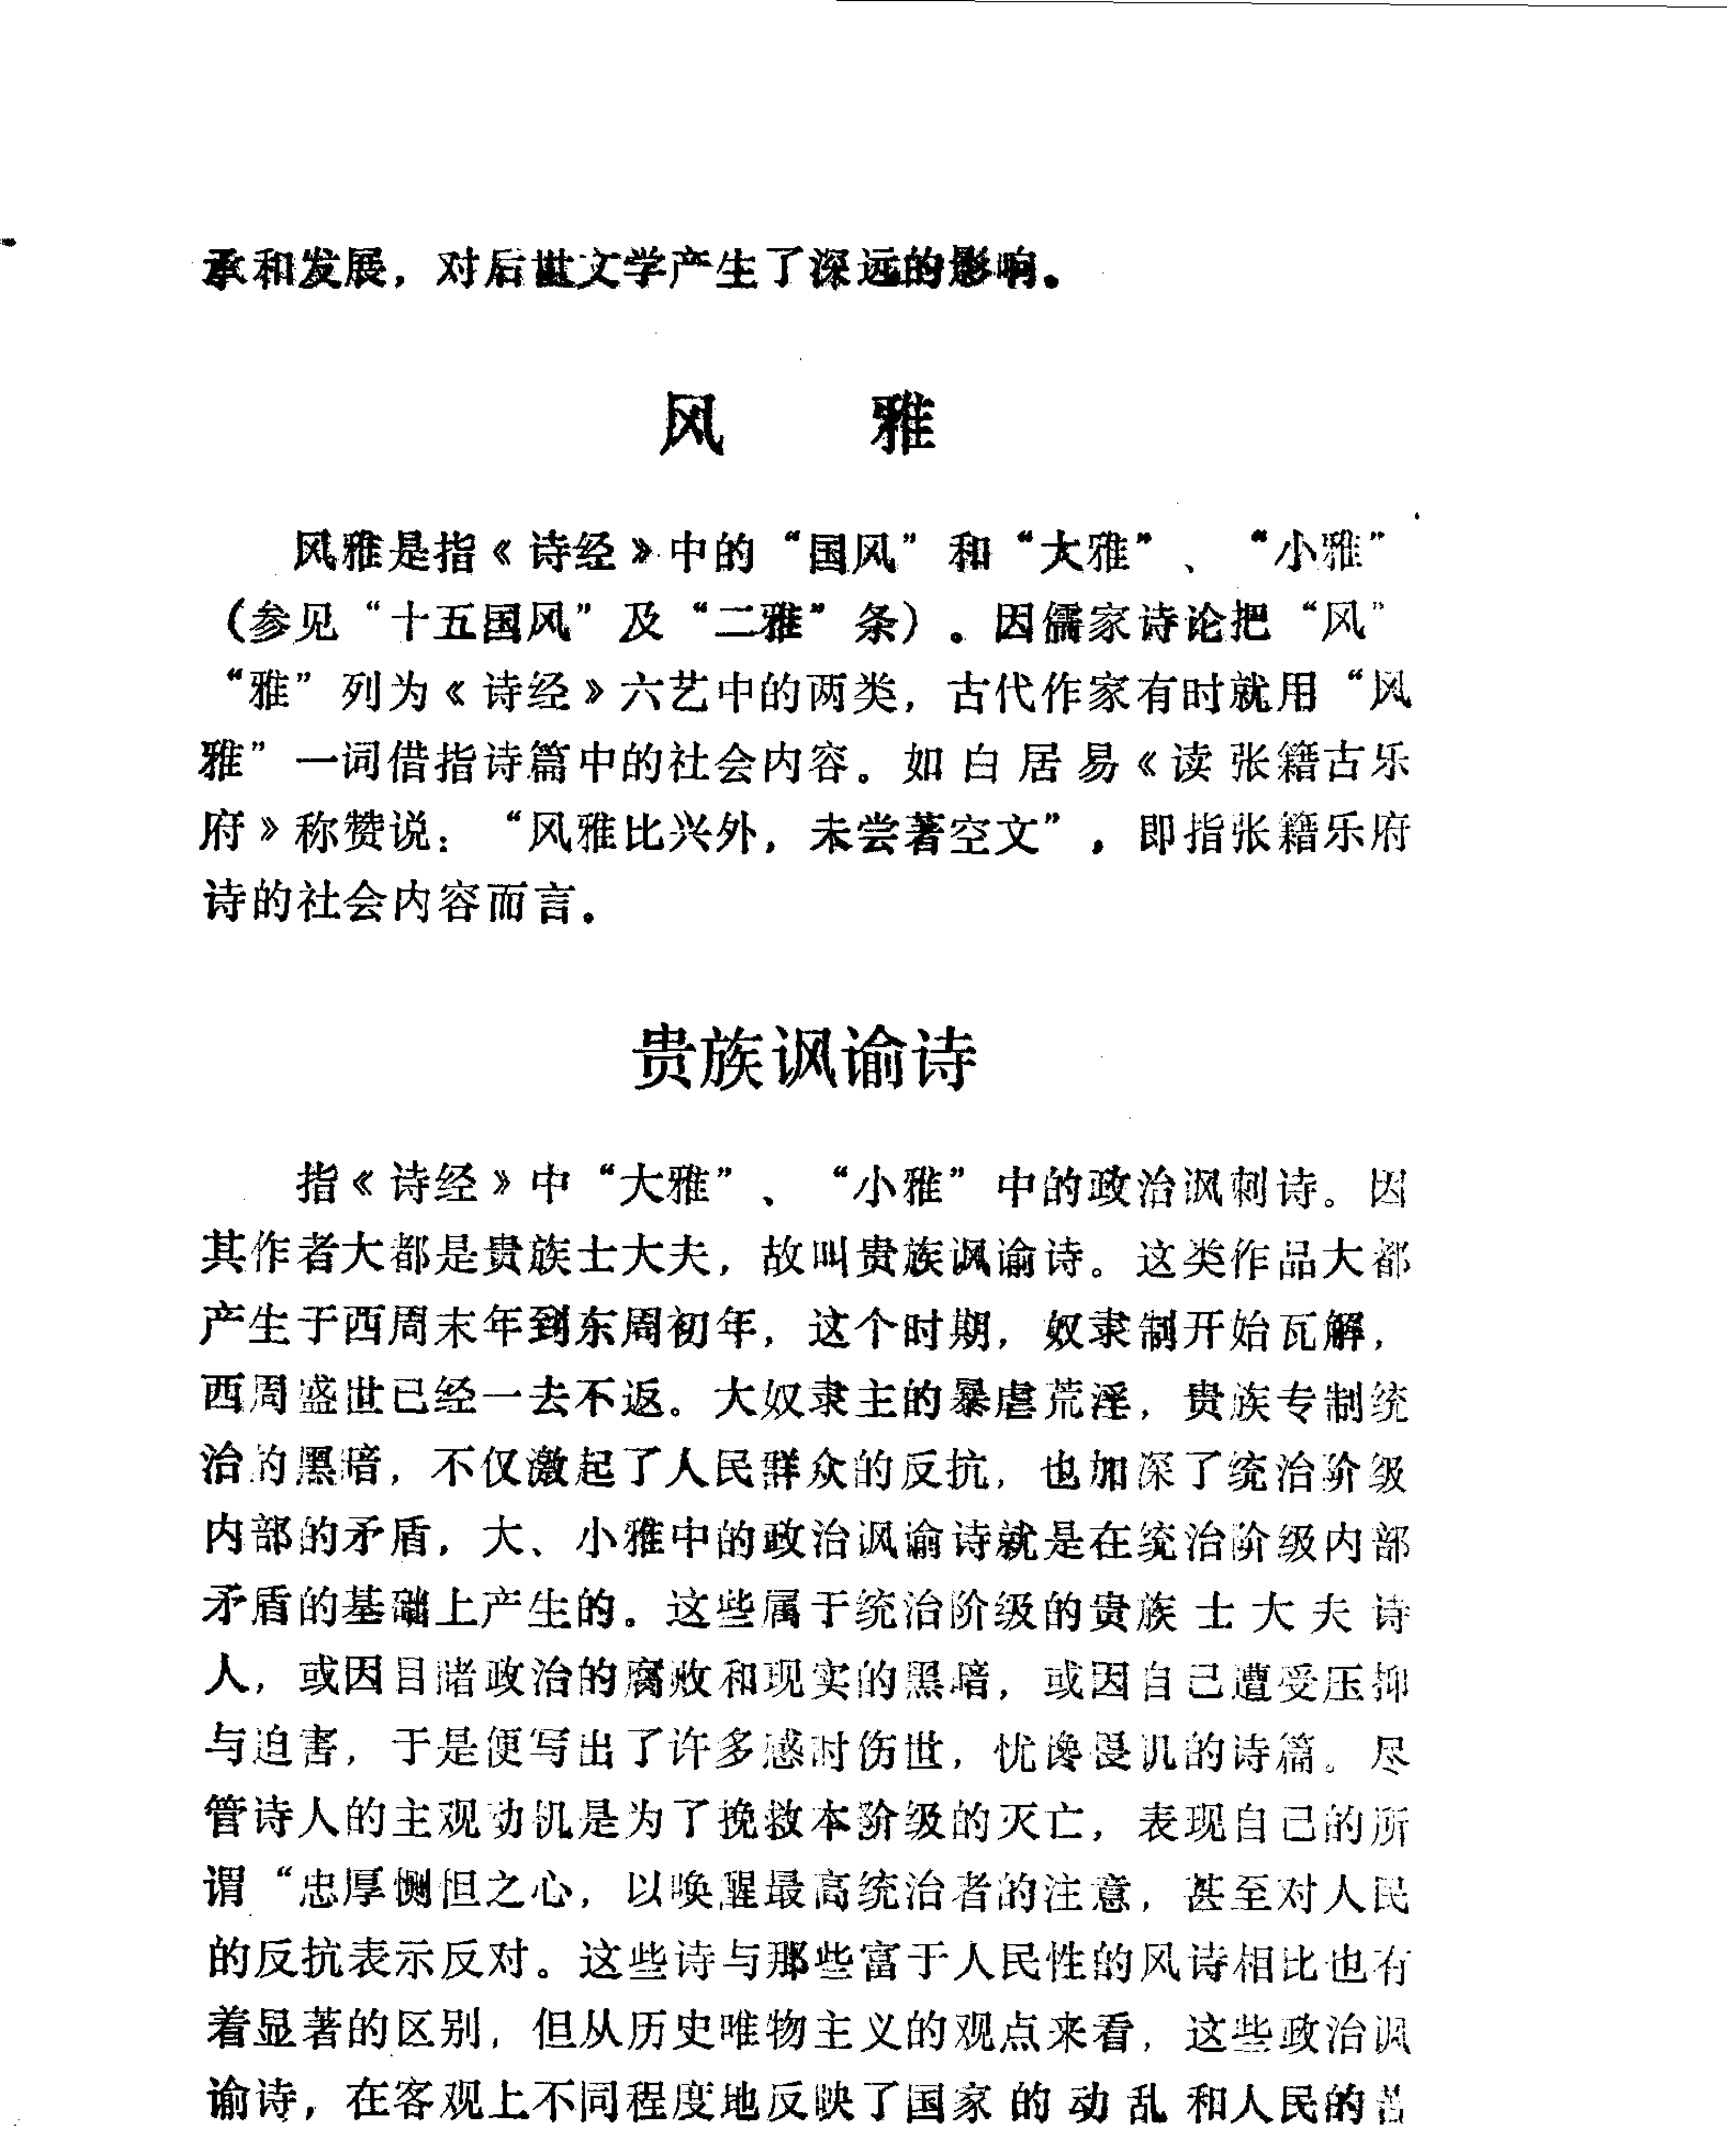 承和发展，对后世文学产生了深远的影响。
风 雅
风雅是指《诗经》中的“国风”和“大雅”、“小雅”
（参见“十五国风”及“二雅”条）。因儒家诗论把“风”
“雅”列为《诗经》六艺中的两类，古代作家有时就用“风
雅”一词借指诗篇中的社会内容。如白居易《读张籍古乐
府》称赞说：“风雅比兴外，未尝著空文”，即指张籍乐府
诗的社会内容而言。
贵族讽谕诗
指《诗经》中“大雅”、“小雅”中的政治讽刺诗。因
其作者大都是贵族士大夫，故叫贵族讽谕诗。这类作品大都
产生于西周末年到东周初年，这个时期，奴隶制开始瓦解，
西周盛世已经一去不返。大奴隶主的暴虐荒淫，贵族专制统
治的黑暗，不仅激起了人民群众的反抗，也加深了统治阶级
内部的矛盾，大、小雅中的政治讽谕诗就是在统治阶级内部
矛盾的基础上产生的。这些属于统治阶级的贵族士大夫诗
人，或因目睹政治的腐败和现实的黑暗，或因自己遭受压抑
与迫害，于是便写出了许多感时伤世，忧谗畏讥的诗篇。尽
管诗人的主观动机是为了挽救本阶级的灭亡，表现自己的所
谓“忠厚恻怛之心，以唤醒最高统治者的注意，甚至对人民
的反抗表示反对。这些诗与那些富于人民性的风诗相比也有
着显著的区别，但从历史唯物主义的观点来看，这些政治讽
谕诗，在客观上不同程度地反映了国家的动乱和人民的苦